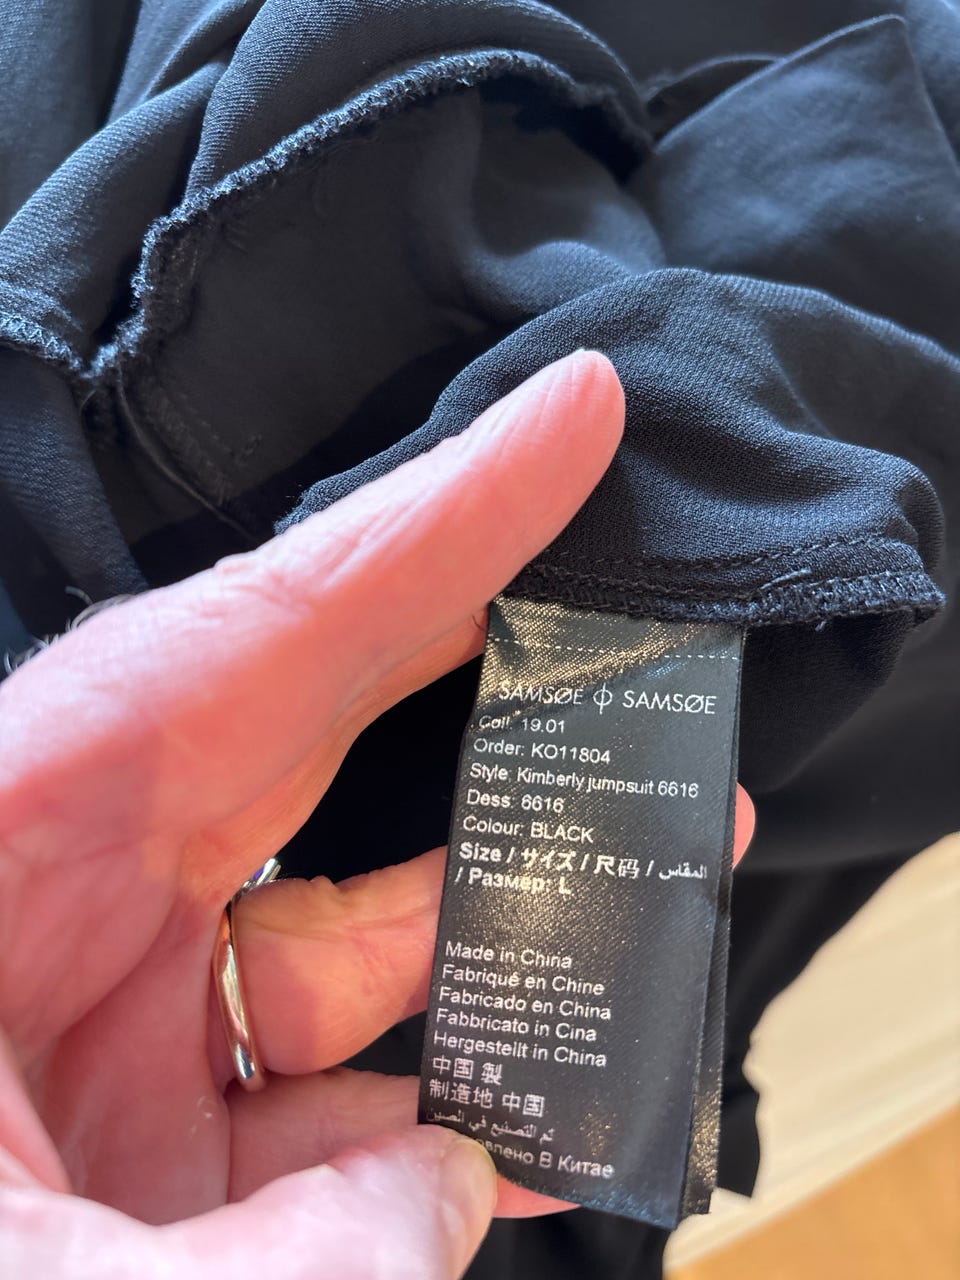 SAMSØE ϕ SAMSØE
Coll. 19.01
Order: KO11804
Style: Kimberly jumpsuit 6616
Dess: 6616
Colour: BLACK
Size / サイズ / 尺码 / المقاس
/ Размер: L
Made in China
Fabriqué en Chine
Fabricado en China
Fabbricato in Cina
Hergestellt in China
中国 製
制造地 中国
تم التصنيع في الصين
В Китае